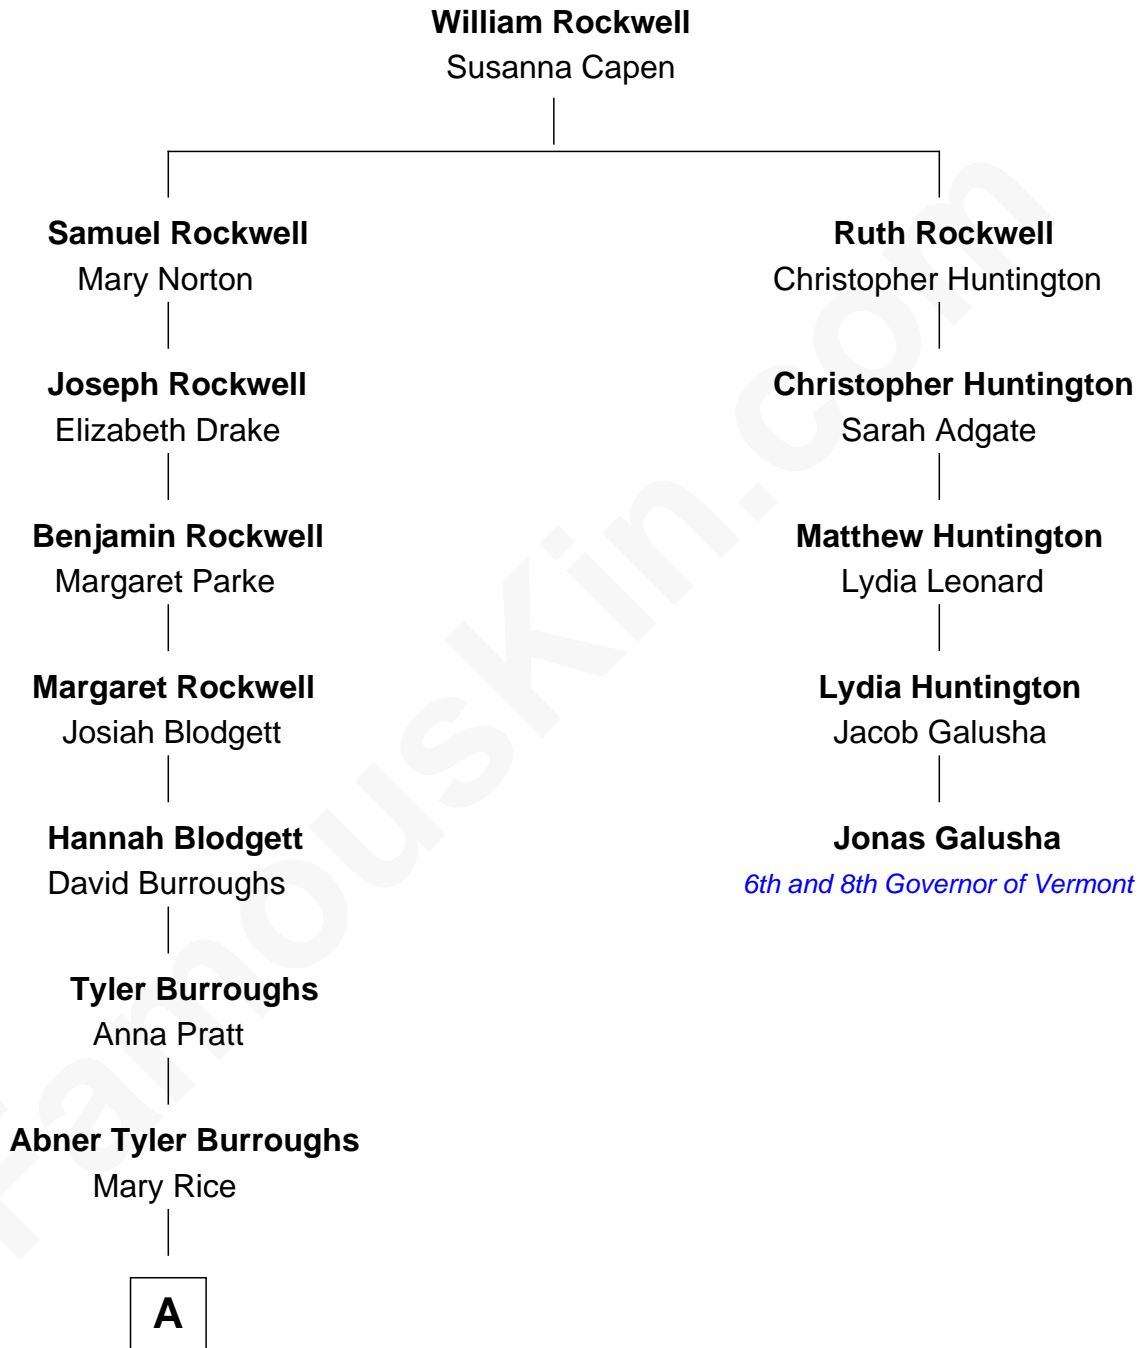 William Rockwell
Susanna Capen
Samuel Rockwell
Mary Norton
Ruth Rockwell
Christopher Huntington
Joseph Rockwell
Elizabeth Drake
Christopher Huntington
Sarah Adgate
Benjamin Rockwell
Margaret Parke
Matthew Huntington
Lydia Leonard
Margaret Rockwell
Josiah Blodgett
Lydia Huntington
Jacob Galusha
Hannah Blodgett
David Burroughs
Jonas Galusha
6th and 8th Governor of Vermont
Tyler Burroughs
Anna Pratt
Abner Tyler Burroughs
Mary Rice
A
FamousKin.com